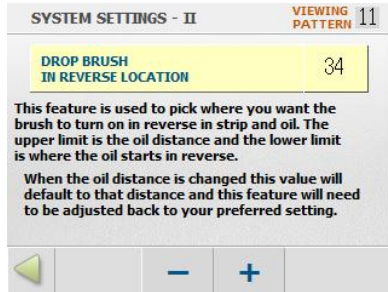 SYSTEM SETTINGS - II
VIEWING
PATTERN 11
DROP BRUSH
IN REVERSE LOCATION
34
This feature is used to pick where you want the
brush to turn on in reverse in strip and oil. The
upper limit is the oil distance and the lower limit
is where the oil starts in reverse.
When the oil distance is changed this value will
default to that distance and this feature will need
to be adjusted back to your preferred setting.
− +